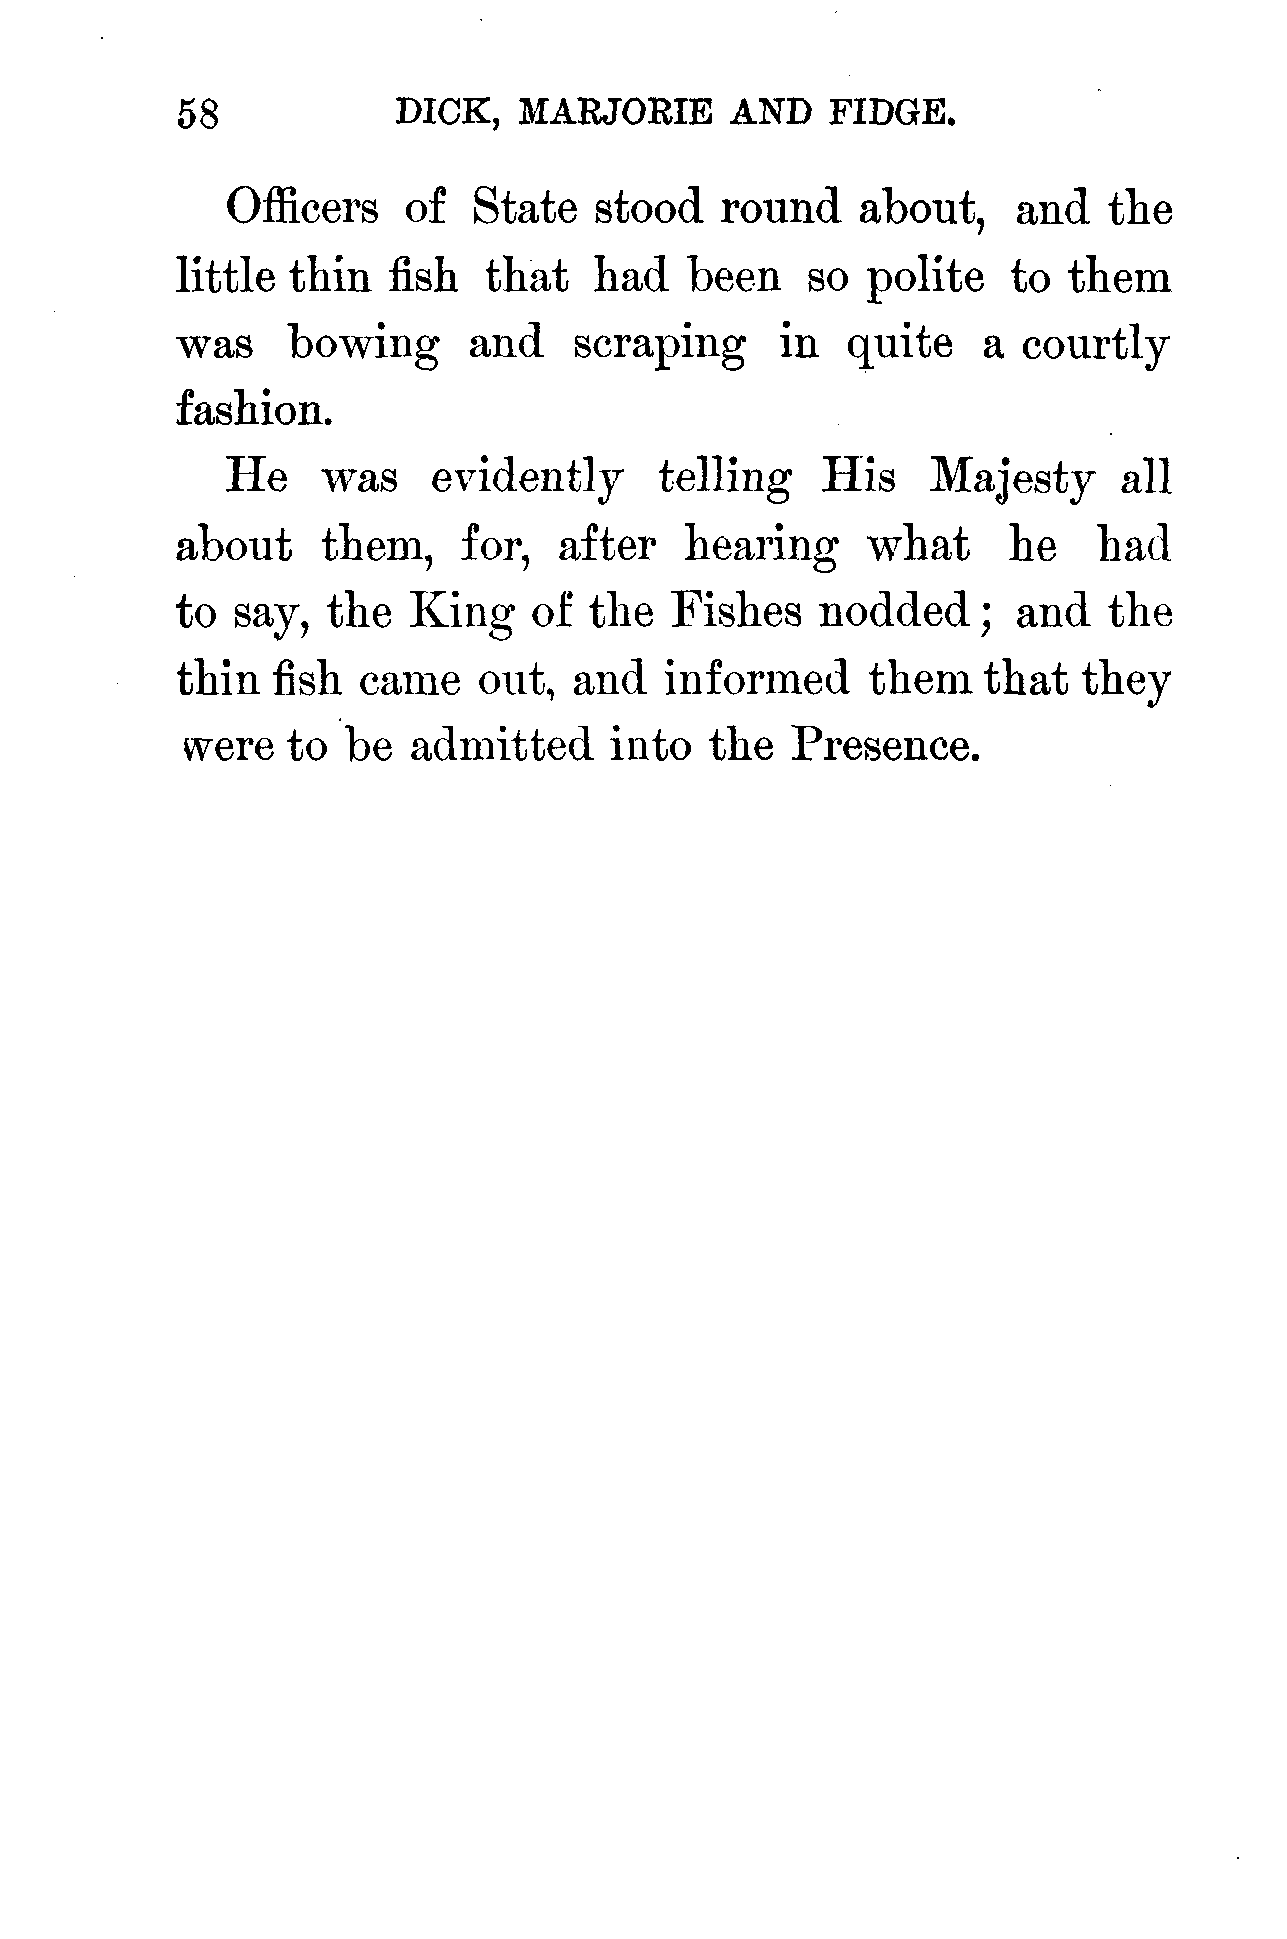 58 DICK, MARJORIE AND FIDGE.
Officers of State stood round about, and the
little thin fish that had been so polite to them
was bowing and scraping in quite a courtly
fashion.
He was evidently telling His Majesty all
about them, for, after hearing what he had
to say, the King of the Fishes nodded ; and the
thin fish came out, and informed them that they
were to be admitted into the Presence.